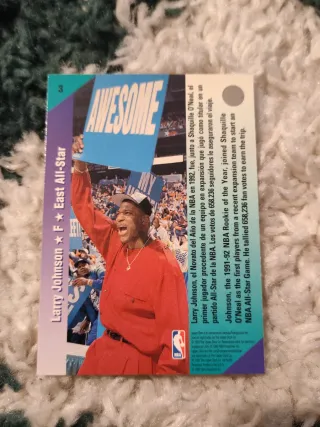 3
AWESOME
Larry Johnson ★ F ★ East All-Star
Larry Johnson, el Novato del Año de la NBA en 1992, fue, junto a Shaquille O'Neal, el
primer jugador procedente de un equipo en expansión que jugó como titular en un
partido All-Star de la NBA. Los votos de 658.236 seguidores le aseguraron el viaje.
Johnson, the 1991-92 NBA Rookie of the Year, joined Shaquille
O'Neal as the first players from a recent expansion team to start an
NBA All-Star Game. He tallied 658,236 fan votes to earn the trip.
NBA